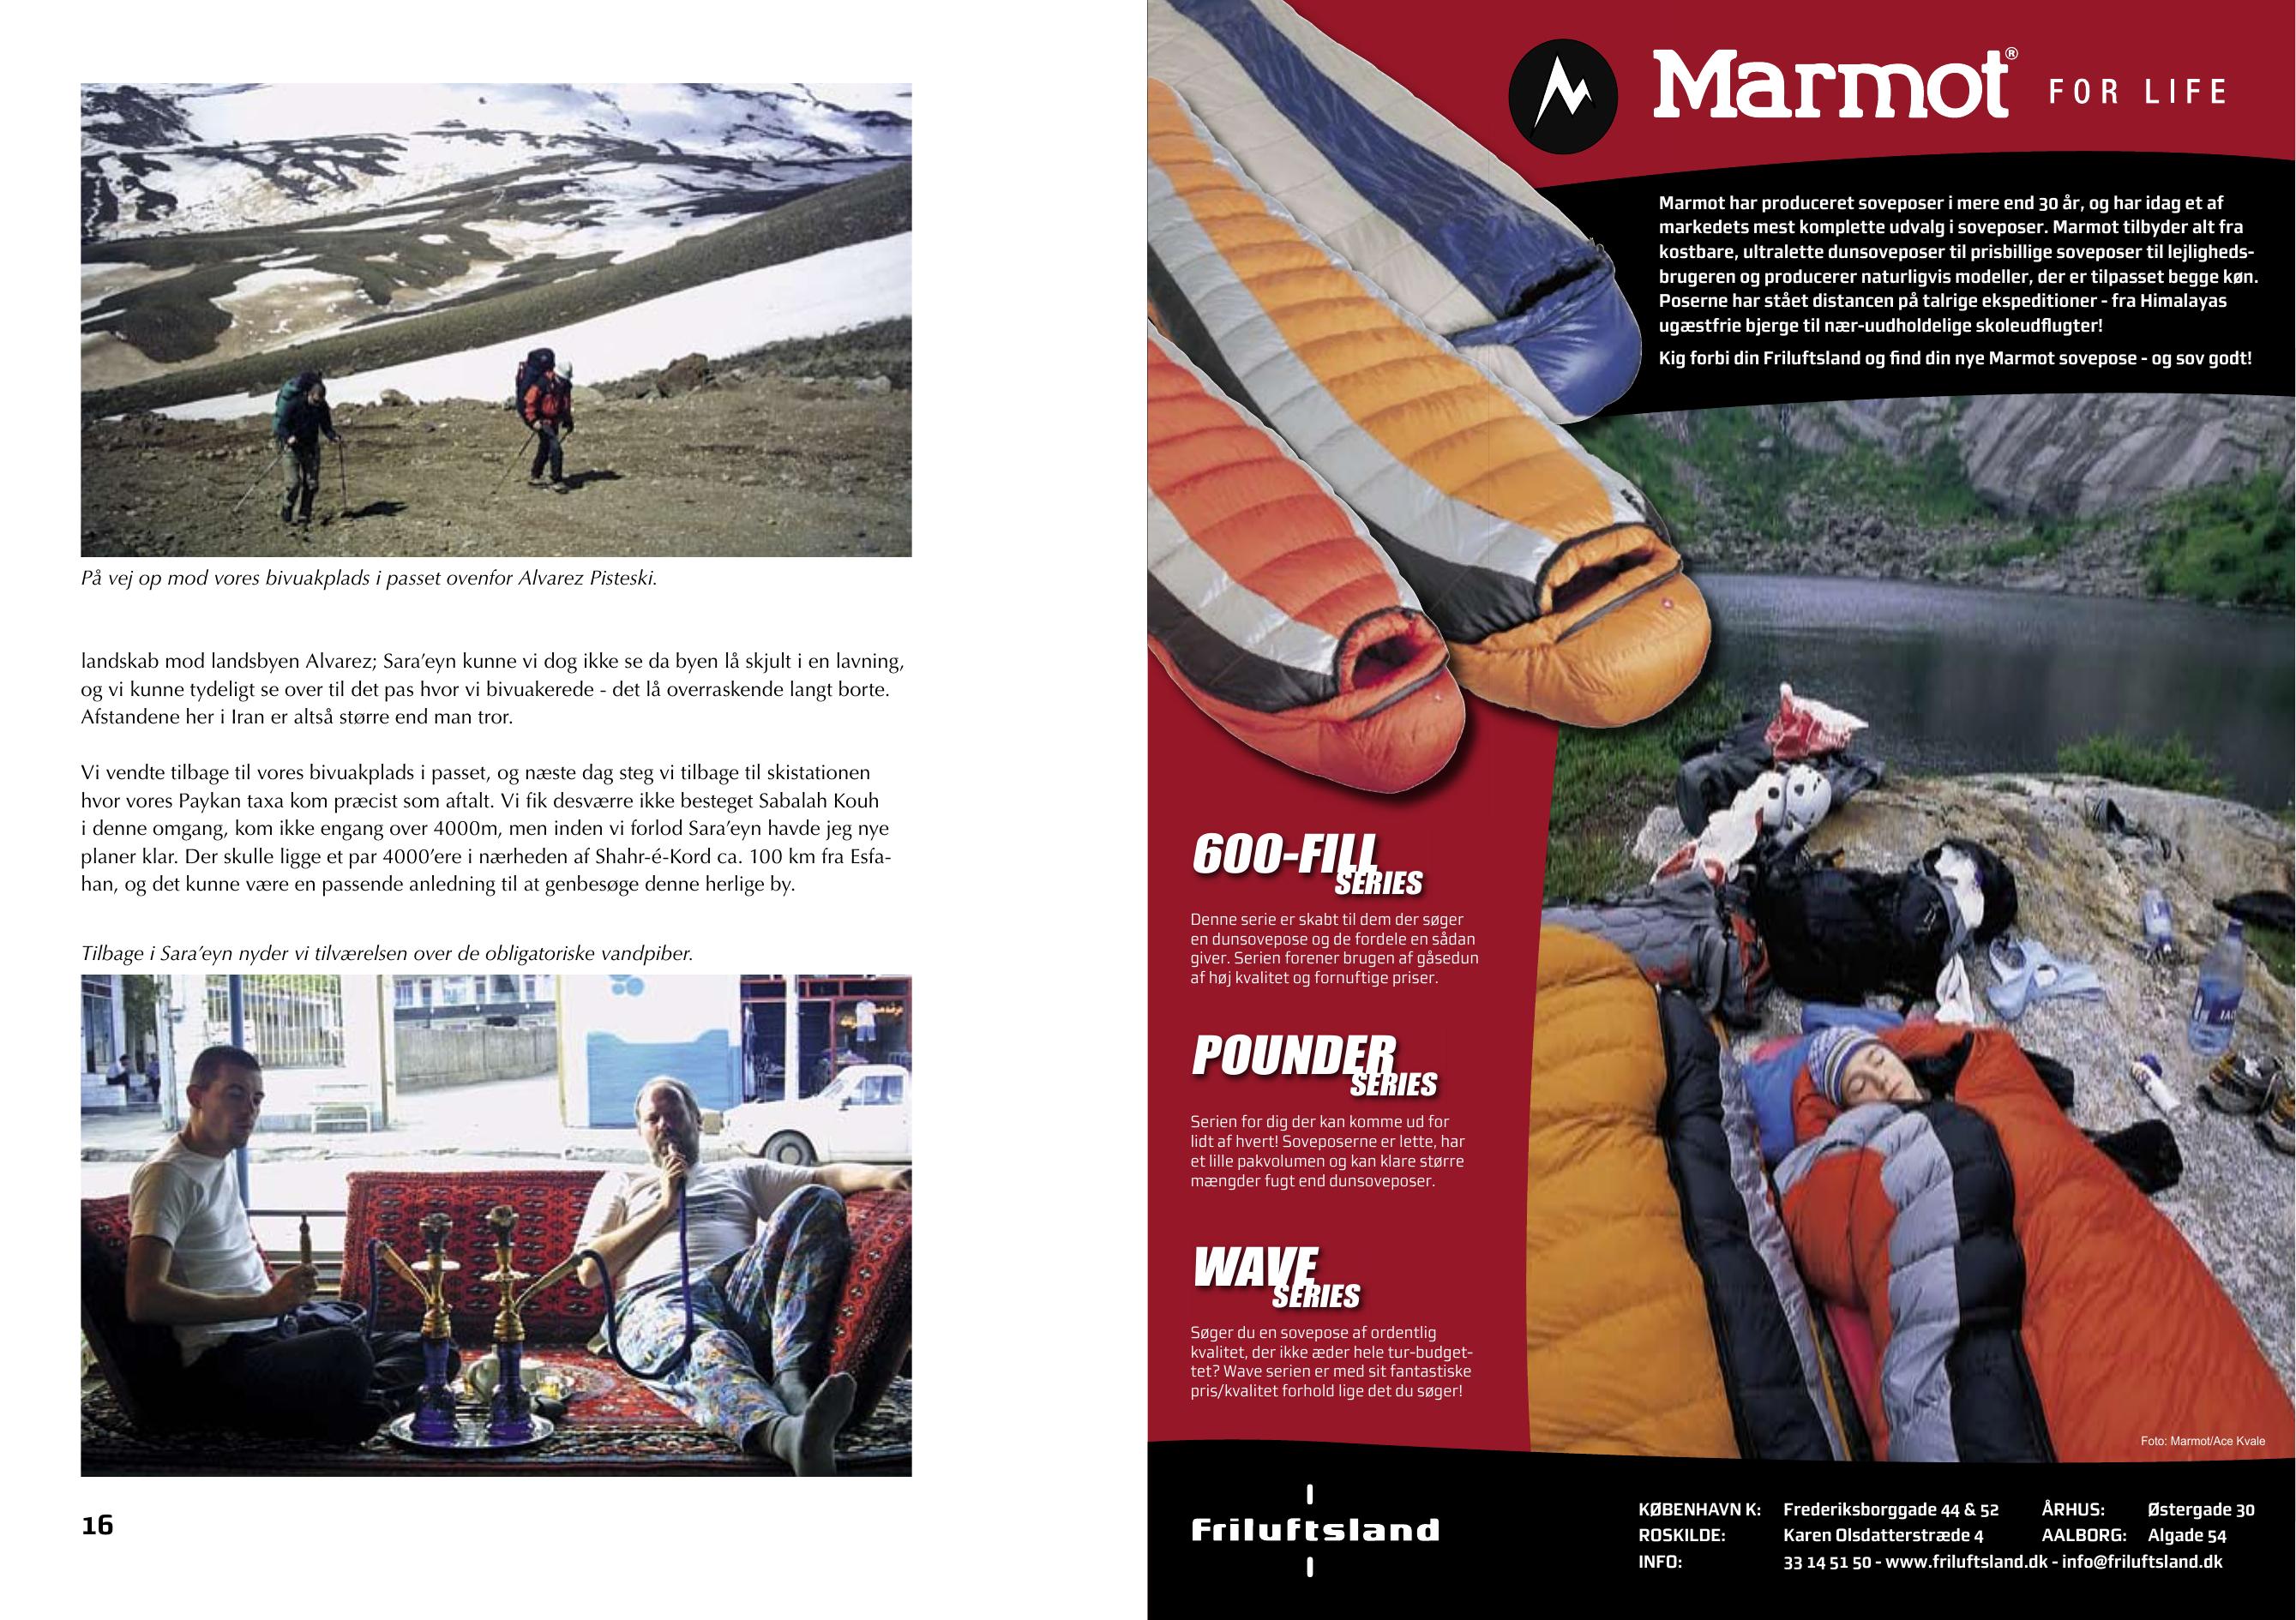 På vej op mod vores bivuakplads i passet ovenfor Alvarez Pisteski.
landskab mod landsbyen Alvarez; Sara’eyn kunne vi dog ikke se da byen lå skjult i en lavning,
og vi kunne tydeligt se over til det pas hvor vi bivuakerede - det lå overraskende langt borte.
Afstandene her i Iran er altså større end man tror.
Vi vendte tilbage til vores bivuakplads i passet, og næste dag steg vi tilbage til skistationen
hvor vores Paykan taxa kom præcist som aftalt. Vi fik desværre ikke besteget Sabalah Kouh
i denne omgang, kom ikke engang over 4000m, men inden vi forlod Sara’eyn havde jeg nye
planer klar. Der skulle ligge et par 4000’ere i nærheden af Shahr-é-Kord ca. 100 km fra Esfa-
han, og det kunne være en passende anledning til at genbesøge denne herlige by.
Tilbage i Sara’eyn nyder vi tilværelsen over de obligatoriske vandpiber.
16
Marmot® FOR LIFE
Marmot har produceret soveposer i mere end 30 år, og har idag et af
markedets mest komplette udvalg i soveposer. Marmot tilbyder alt fra
kostbare, ultralette dunsoveposer til prisbillige soveposer til lejligheds-
brugeren og producerer naturligvis modeller, der er tilpasset begge køn.
Poserne har stået distancen på talrige ekspeditioner - fra Himalayas
ugæstfrie bjerge til nær-uudholdelige skoleudflugter!
Kig forbi din Friluftsland og find din nye Marmot sovepose - og sov godt!
600-FILL
SERIES
Denne serie er skabt til dem der søger
en dunsovepose og de fordele en sådan
giver. Serien forener brugen af gåsedun
af høj kvalitet og fornuftige priser.
POUNDER
SERIES
Serien for dig der kan komme ud for
lidt af hvert! Soveposerne er lette, har
et lille pakvolumen og kan klare større
mængder fugt end dunsoveposer.
WAVE
SERIES
Søger du en sovepose af ordentlig
kvalitet, der ikke æder hele tur-budget-
tet? Wave serien er med sit fantastiske
pris/kvalitet forhold lige det du søger!
Foto: Marmot/Ace Kvale
Friluftsland
KØBENHAVN K: Frederiksborggade 44 & 52 ÅRHUS: Østergade 30
ROSKILDE: Karen Olsdatterstræde 4 AALBORG: Algade 54
INFO: 33 14 51 50 - www.friluftsland.dk - info@friluftsland.dk